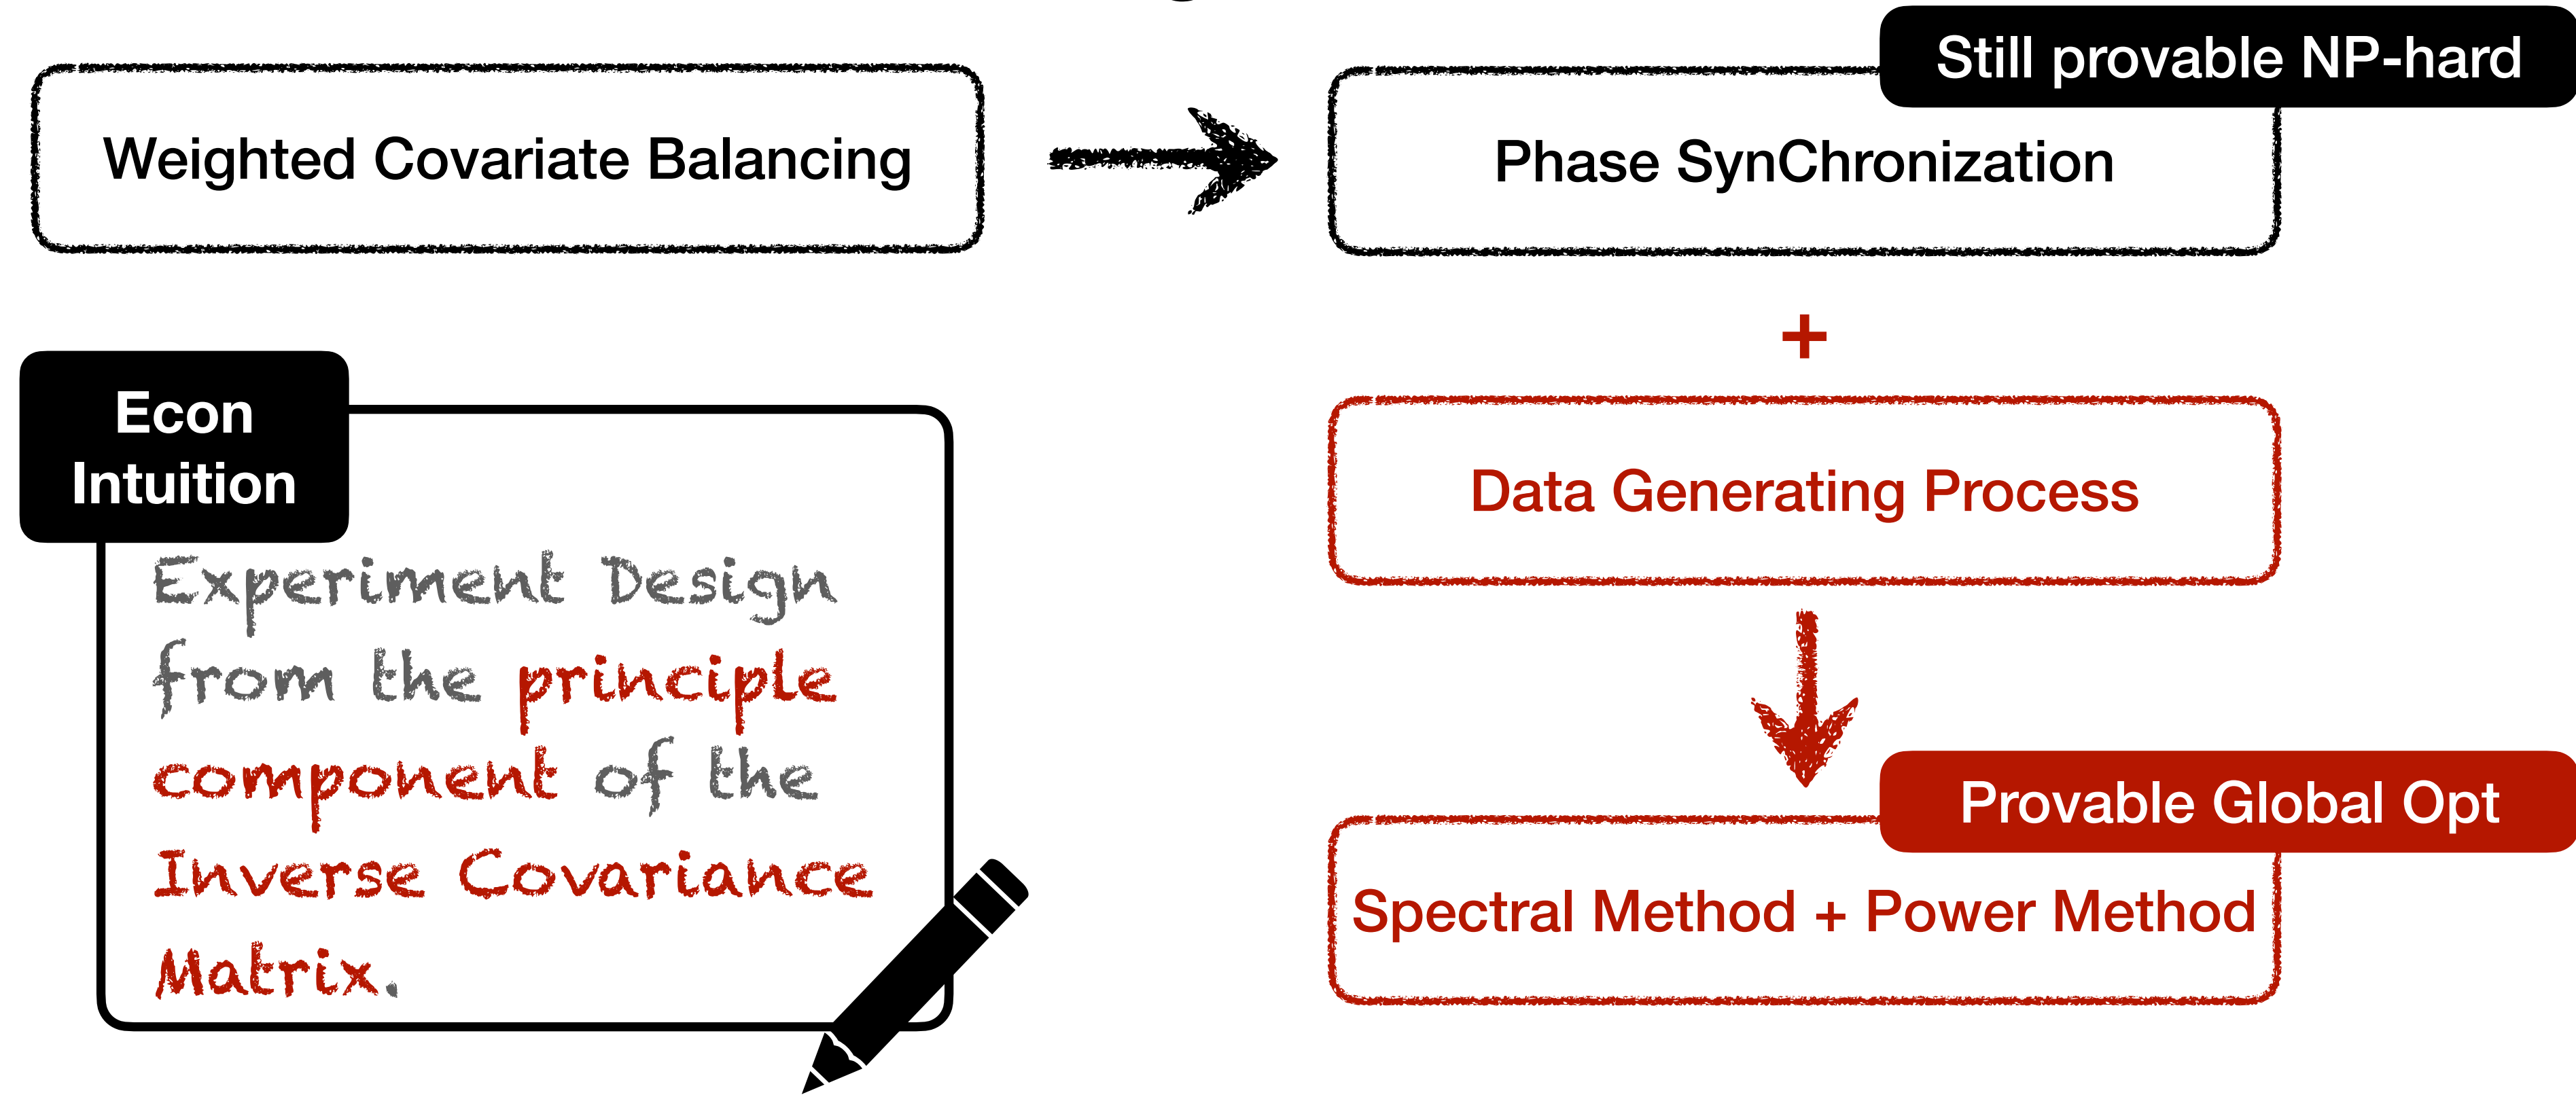 Still provable NP-hard
Weighted Covariate Balancing
Phase SynChronization
+
Data Generating Process
Provable Global Opt
Spectral Method + Power Method
Econ
Intuition
Experiment Design
from the principle
component of the
Inverse Covariance
Matrix.